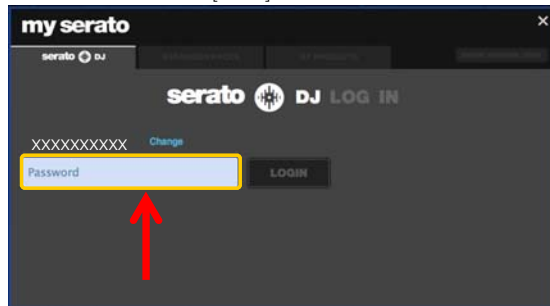 my serato
×
serato DJ
serato DJ LOG IN
XXXXXXXXXX Change
Password
LOGIN